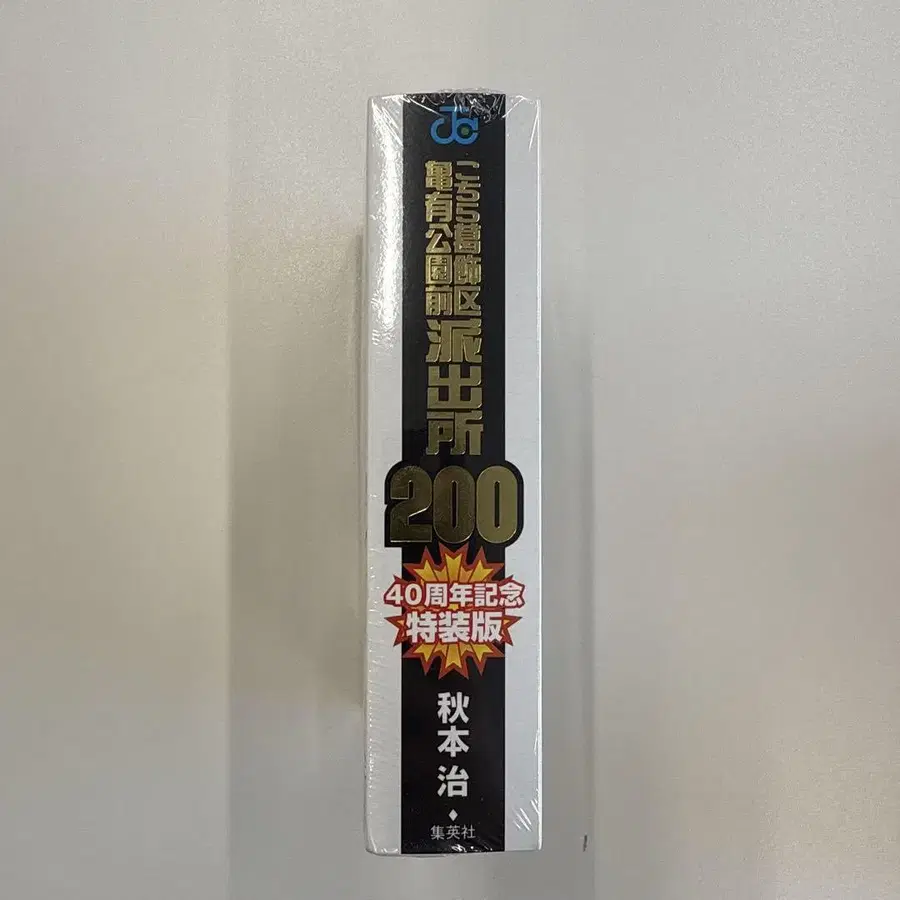 こちら葛飾区
亀有公園前
派出所
200
40周年記念
特装版
秋本治
集英社